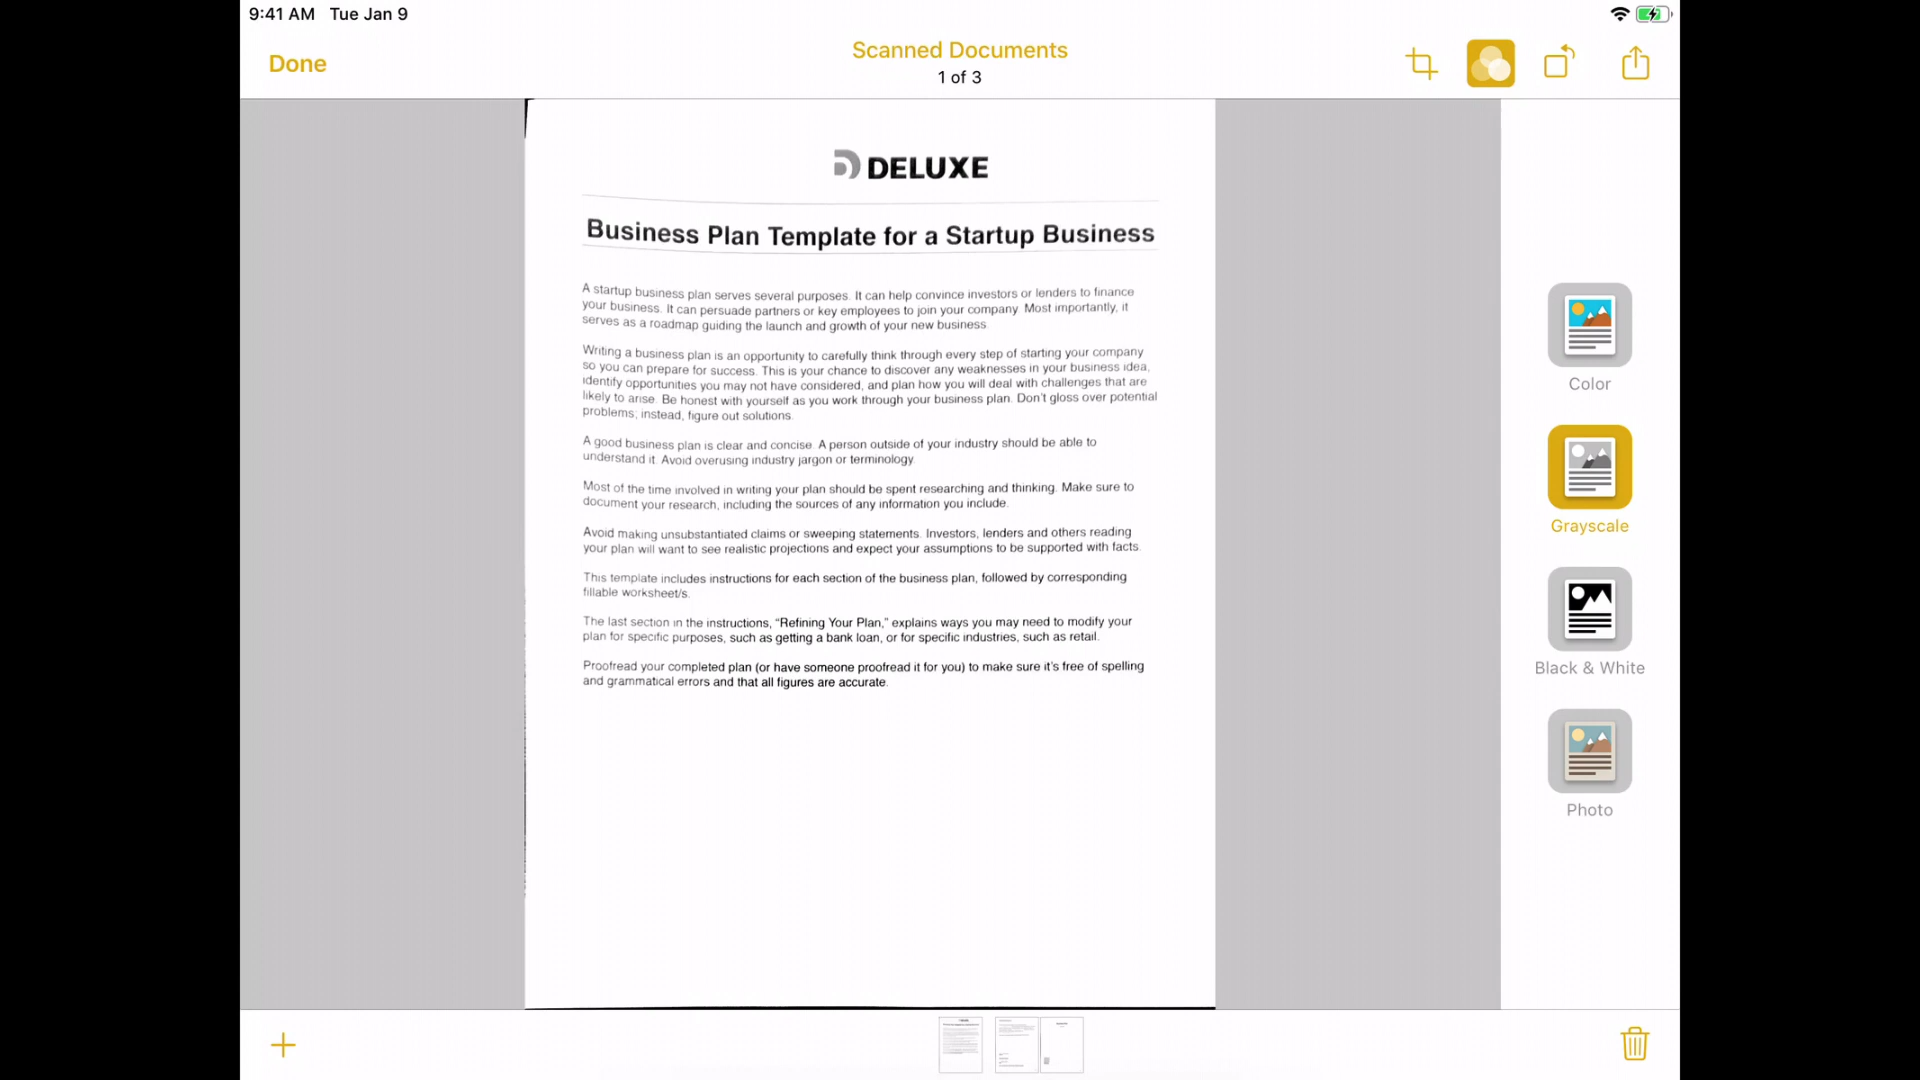 9:41 AM Tue Jan 9
Done
Scanned Documents
1 of 3
DELUXE
Business Plan Template for a Startup Business
A startup business plan serves several purposes. It can help convince investors or lenders to finance
your business. It can persuade partners or key employees to join your company. Most importantly, it
serves as a roadmap guiding the launch and growth of your new business.
Writing a business plan is an opportunity to carefully think through every step of starting your company
so you can prepare for success. This is your chance to discover any weaknesses in your business idea,
identify opportunities you may not have considered, and plan how you will deal with challenges that are
likely to arise. Be honest with yourself as you work through your business plan. Don't gloss over potential
problems; instead, figure out solutions.
A good business plan is clear and concise. A person outside of your industry should be able to
understand it. Avoid overusing industry jargon or terminology.
Most of the time involved in writing your plan should be spent researching and thinking. Make sure to
document your research, including the sources of any information you include.
Avoid making unsubstantiated claims or sweeping statements. Investors, lenders and others reading
your plan will want to see realistic projections and expect your assumptions to be supported with facts.
This template includes instructions for each section of the business plan, followed by corresponding
fillable worksheet/s.
The last section in the instructions, “Refining Your Plan,” explains ways you may need to modify your
plan for specific purposes, such as getting a bank loan, or for specific industries, such as retail.
Proofread your completed plan (or have someone proofread it for you) to make sure it's free of spelling
and grammatical errors and that all figures are accurate.
Color
Grayscale
Black & White
Photo